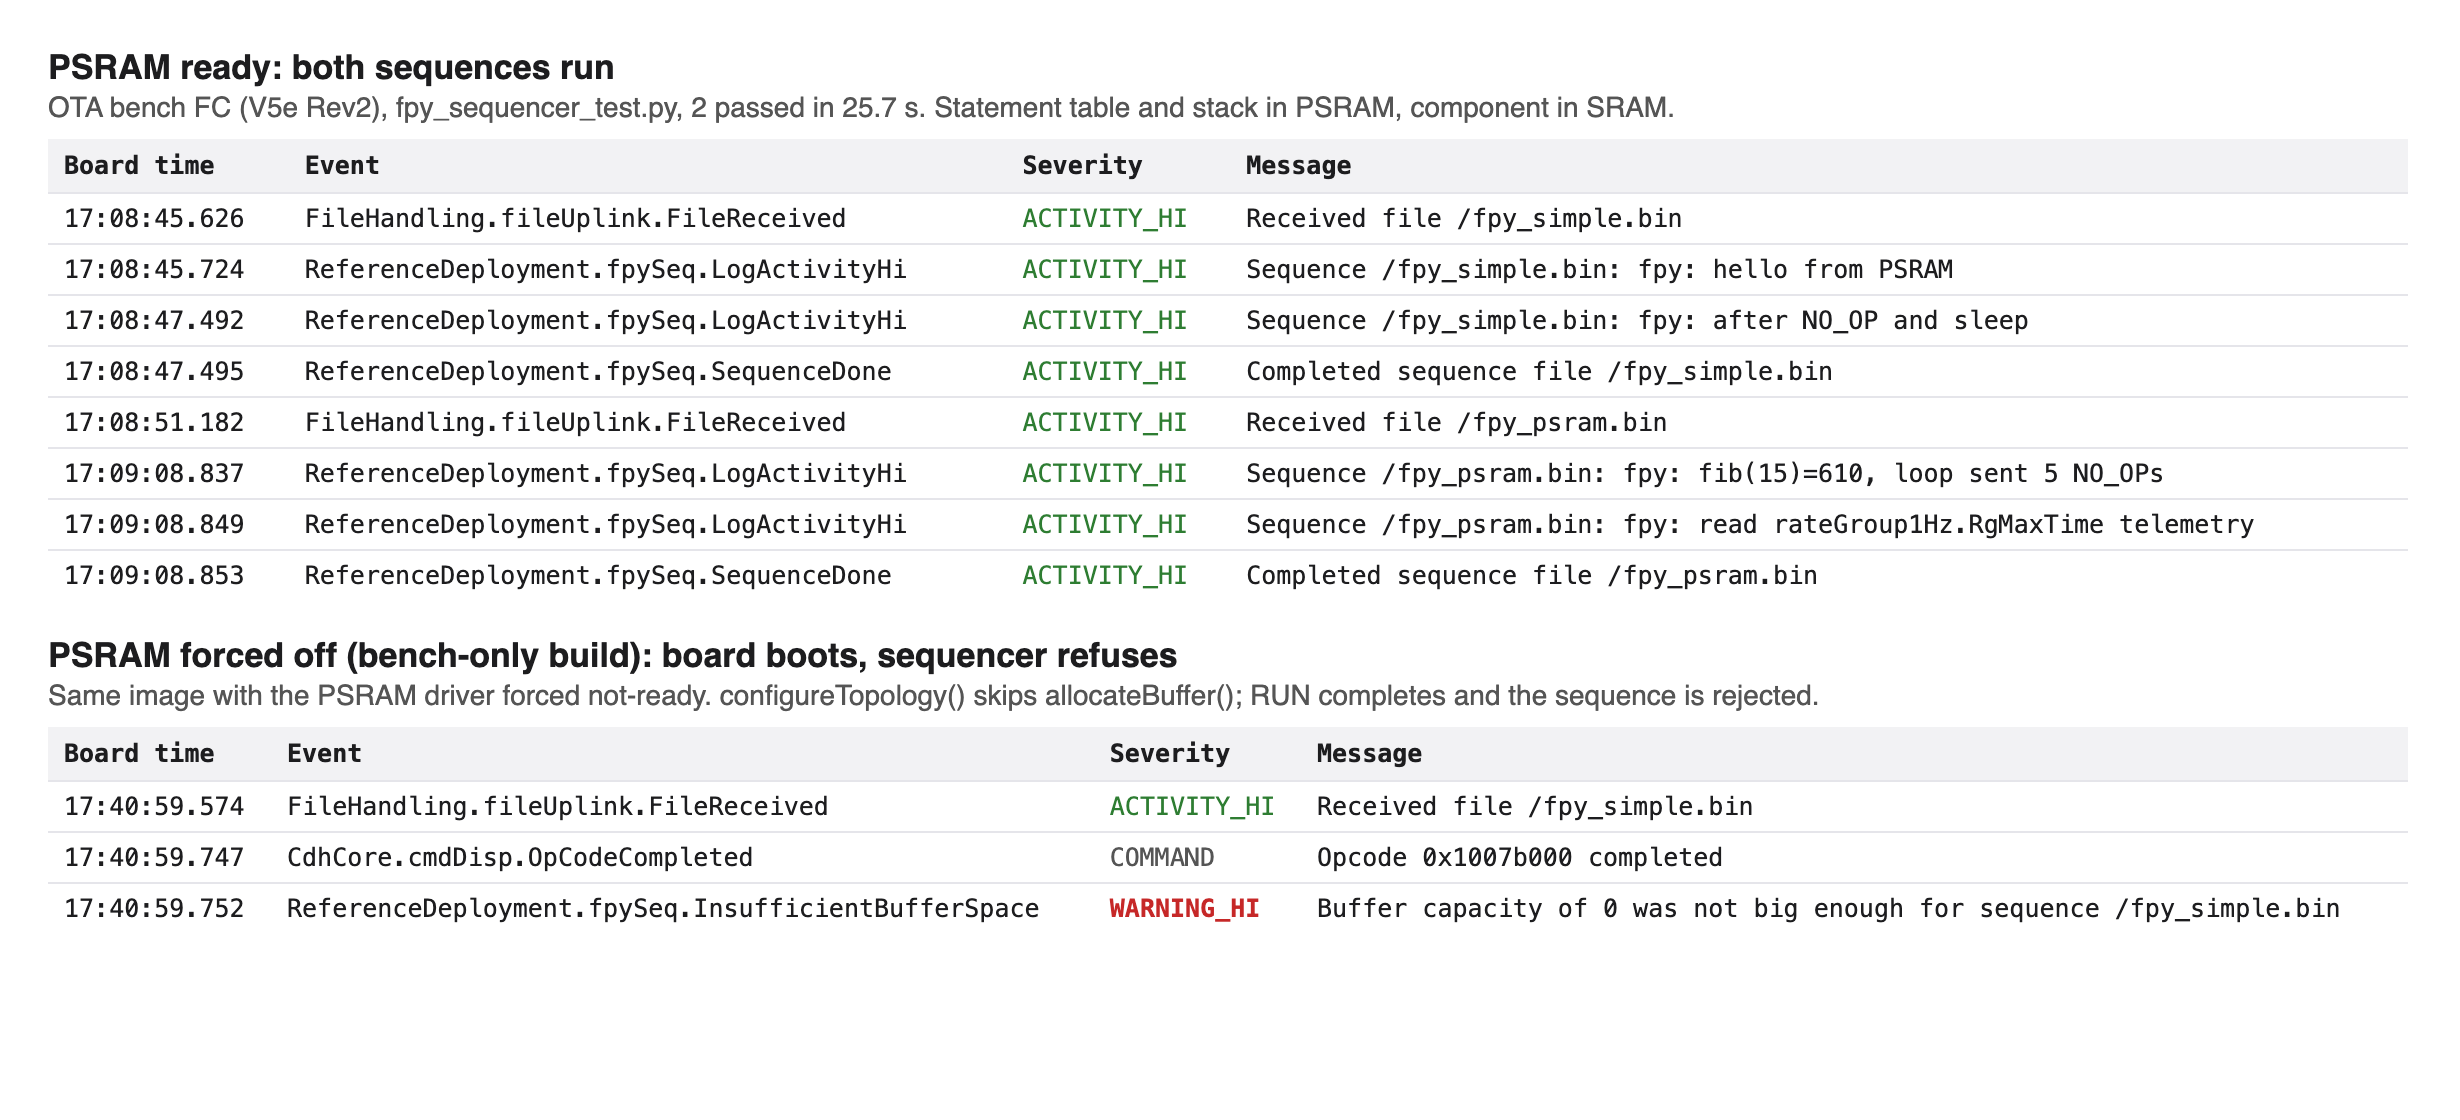 PSRAM ready: both sequences run
OTA bench FC (V5e Rev2), fpy_sequencer_test.py, 2 passed in 25.7 s. Statement table and stack in PSRAM, component in SRAM.
Board time Event Severity Message
17:08:45.626 FileHandling.fileUplink.FileReceived ACTIVITY_HI Received file /fpy_simple.bin
17:08:45.724 ReferenceDeployment.fpySeq.LogActivityHi ACTIVITY_HI Sequence /fpy_simple.bin: fpy: hello from PSRAM
17:08:47.492 ReferenceDeployment.fpySeq.LogActivityHi ACTIVITY_HI Sequence /fpy_simple.bin: fpy: after NO_OP and sleep
17:08:47.495 ReferenceDeployment.fpySeq.SequenceDone ACTIVITY_HI Completed sequence file /fpy_simple.bin
17:08:51.182 FileHandling.fileUplink.FileReceived ACTIVITY_HI Received file /fpy_psram.bin
17:09:08.837 ReferenceDeployment.fpySeq.LogActivityHi ACTIVITY_HI Sequence /fpy_psram.bin: fpy: fib(15)=610, loop sent 5 NO_OPs
17:09:08.849 ReferenceDeployment.fpySeq.LogActivityHi ACTIVITY_HI Sequence /fpy_psram.bin: fpy: read rateGroup1Hz.RgMaxTime telemetry
17:09:08.853 ReferenceDeployment.fpySeq.SequenceDone ACTIVITY_HI Completed sequence file /fpy_psram.bin
PSRAM forced off (bench-only build): board boots, sequencer refuses
Same image with the PSRAM driver forced not-ready. configureTopology() skips allocateBuffer(); RUN completes and the sequence is rejected.
Board time Event Severity Message
17:40:59.574 FileHandling.fileUplink.FileReceived ACTIVITY_HI Received file /fpy_simple.bin
17:40:59.747 CdhCore.cmdDisp.OpCodeCompleted COMMAND Opcode 0x1007b000 completed
17:40:59.752 ReferenceDeployment.fpySeq.InsufficientBufferSpace WARNING_HI Buffer capacity of 0 was not big enough for sequence /fpy_simple.bin